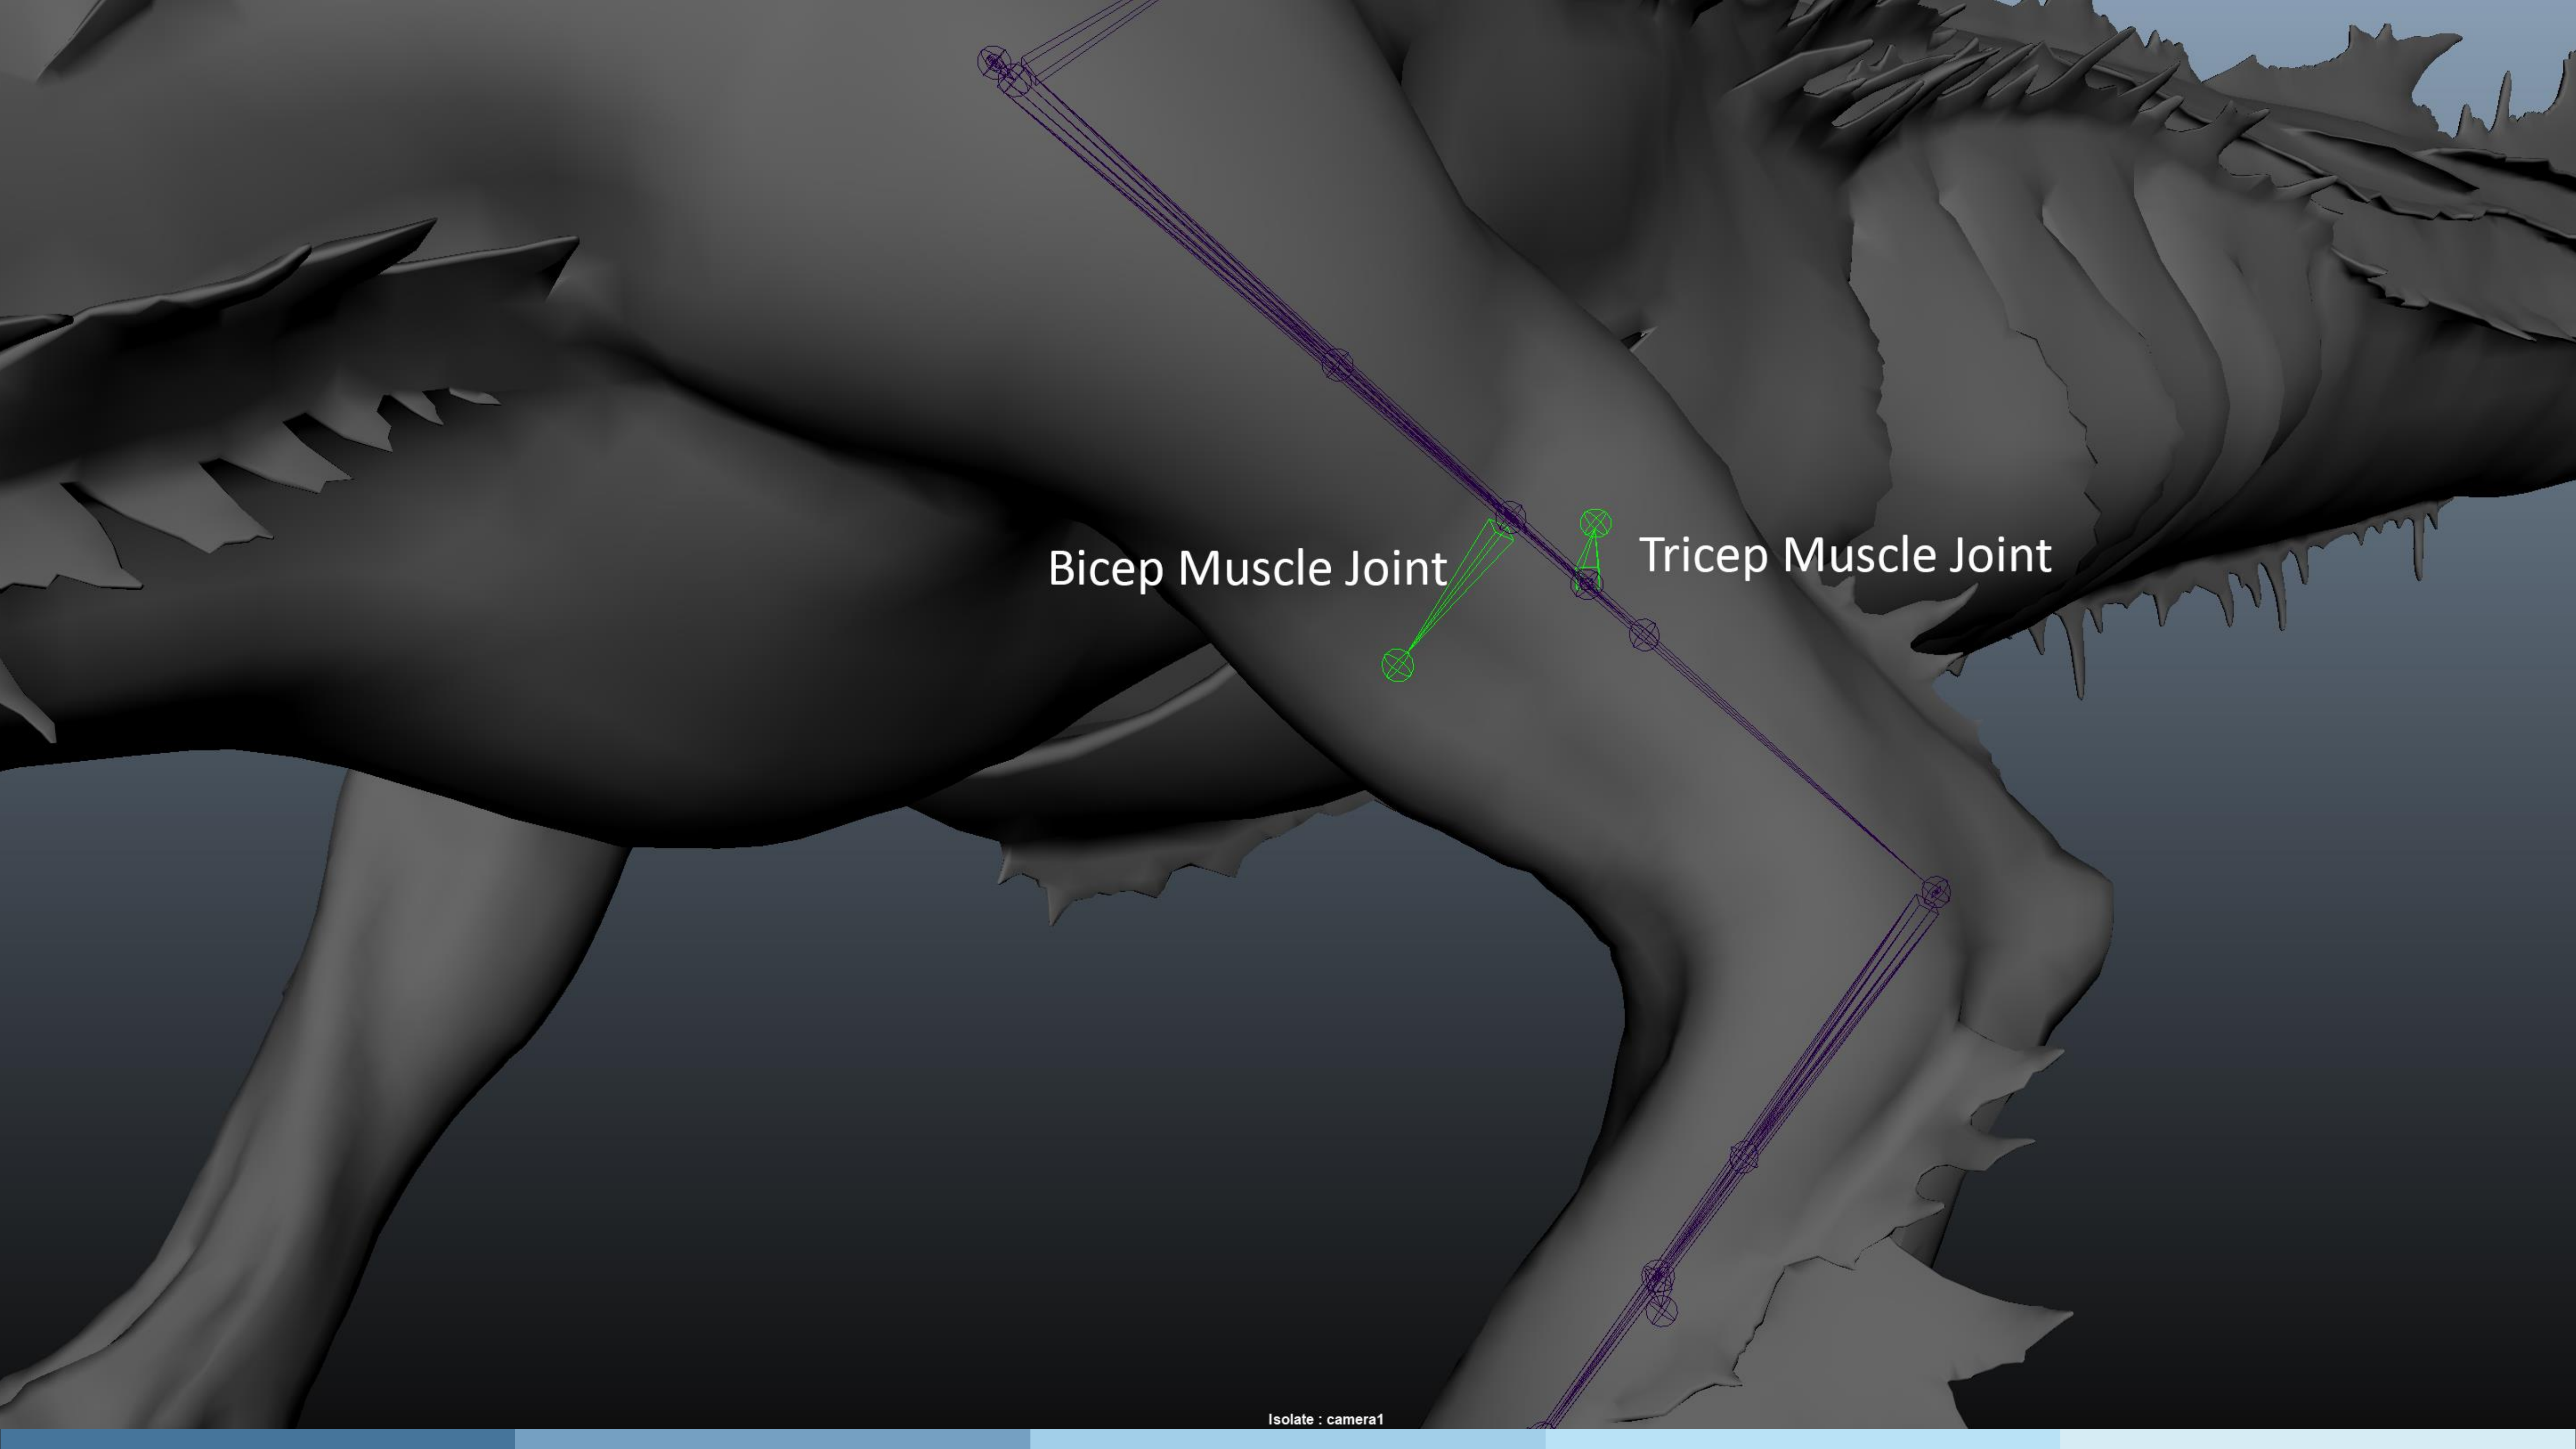 Bicep Muscle Joint
Tricep Muscle Joint
Isolate : camera1